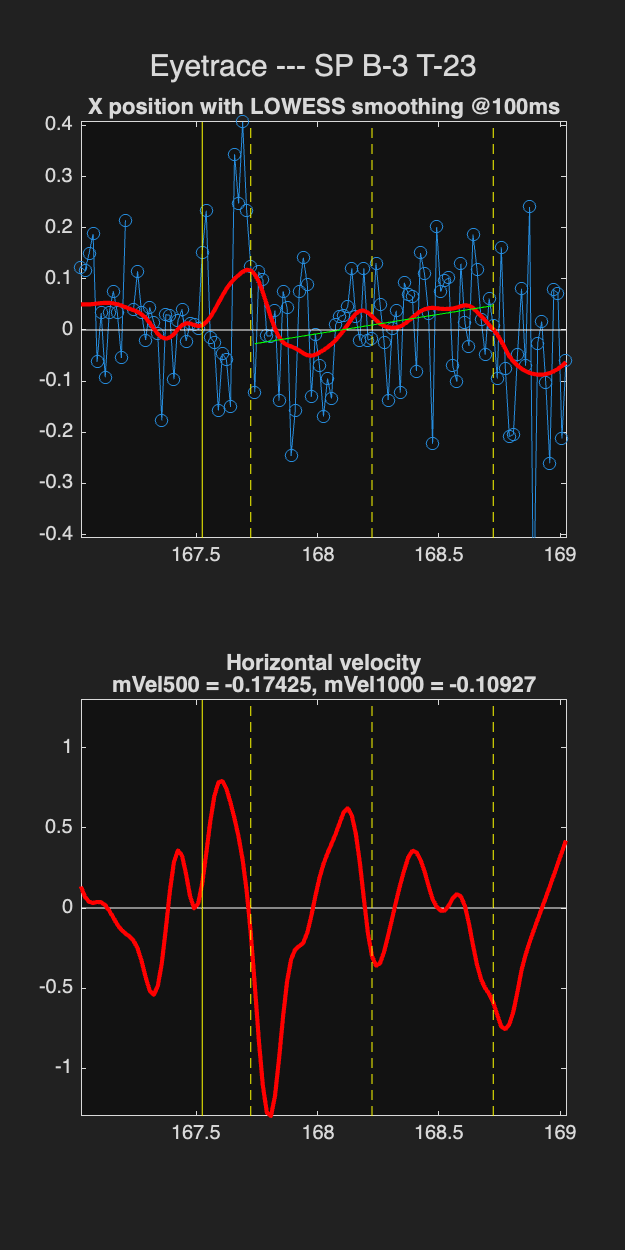 Eyetrace --- SP B-3 T-23
X position with LOWESS smoothing @100ms
0.4
0.3
0.2
0.1
0
-0.1
-0.2
-0.3
-0.4
167.5 168 168.5 169
Horizontal velocity
mVel500 = -0.17425, mVel1000 = -0.10927
1
0.5
0
-0.5
-1
167.5 168 168.5 169